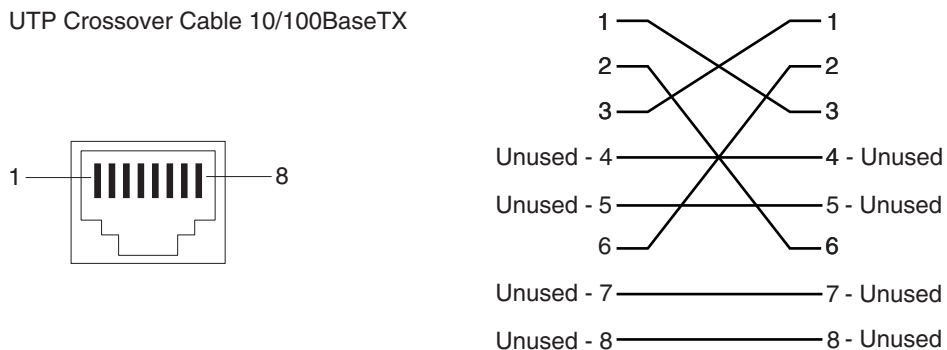 UTP Crossover Cable 10/100BaseTX
1 8
1 1
2 2
3 3
Unused - 4 4 - Unused
Unused - 5 5 - Unused
6 6
Unused - 7 7 - Unused
Unused - 8 8 - Unused